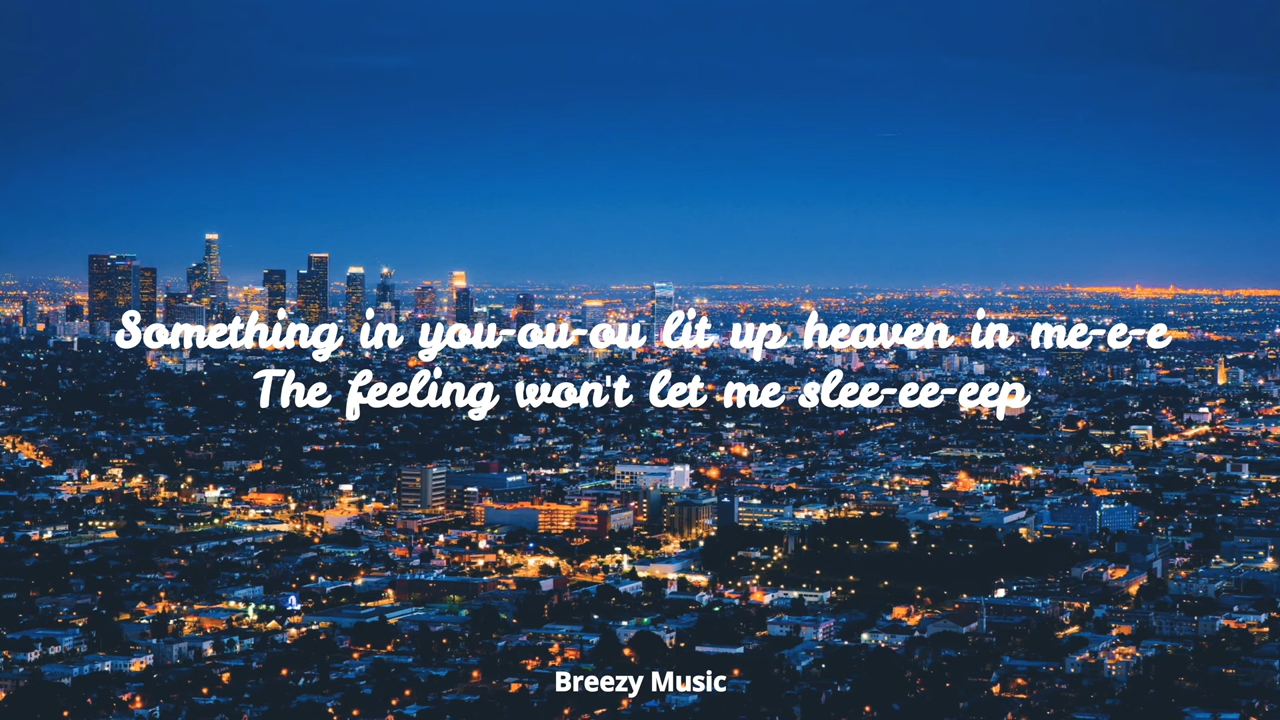 Something in you-ou-ou lit up heaven in me-e-e
The feeling won't let me slee-ee-eep
Breezy Music